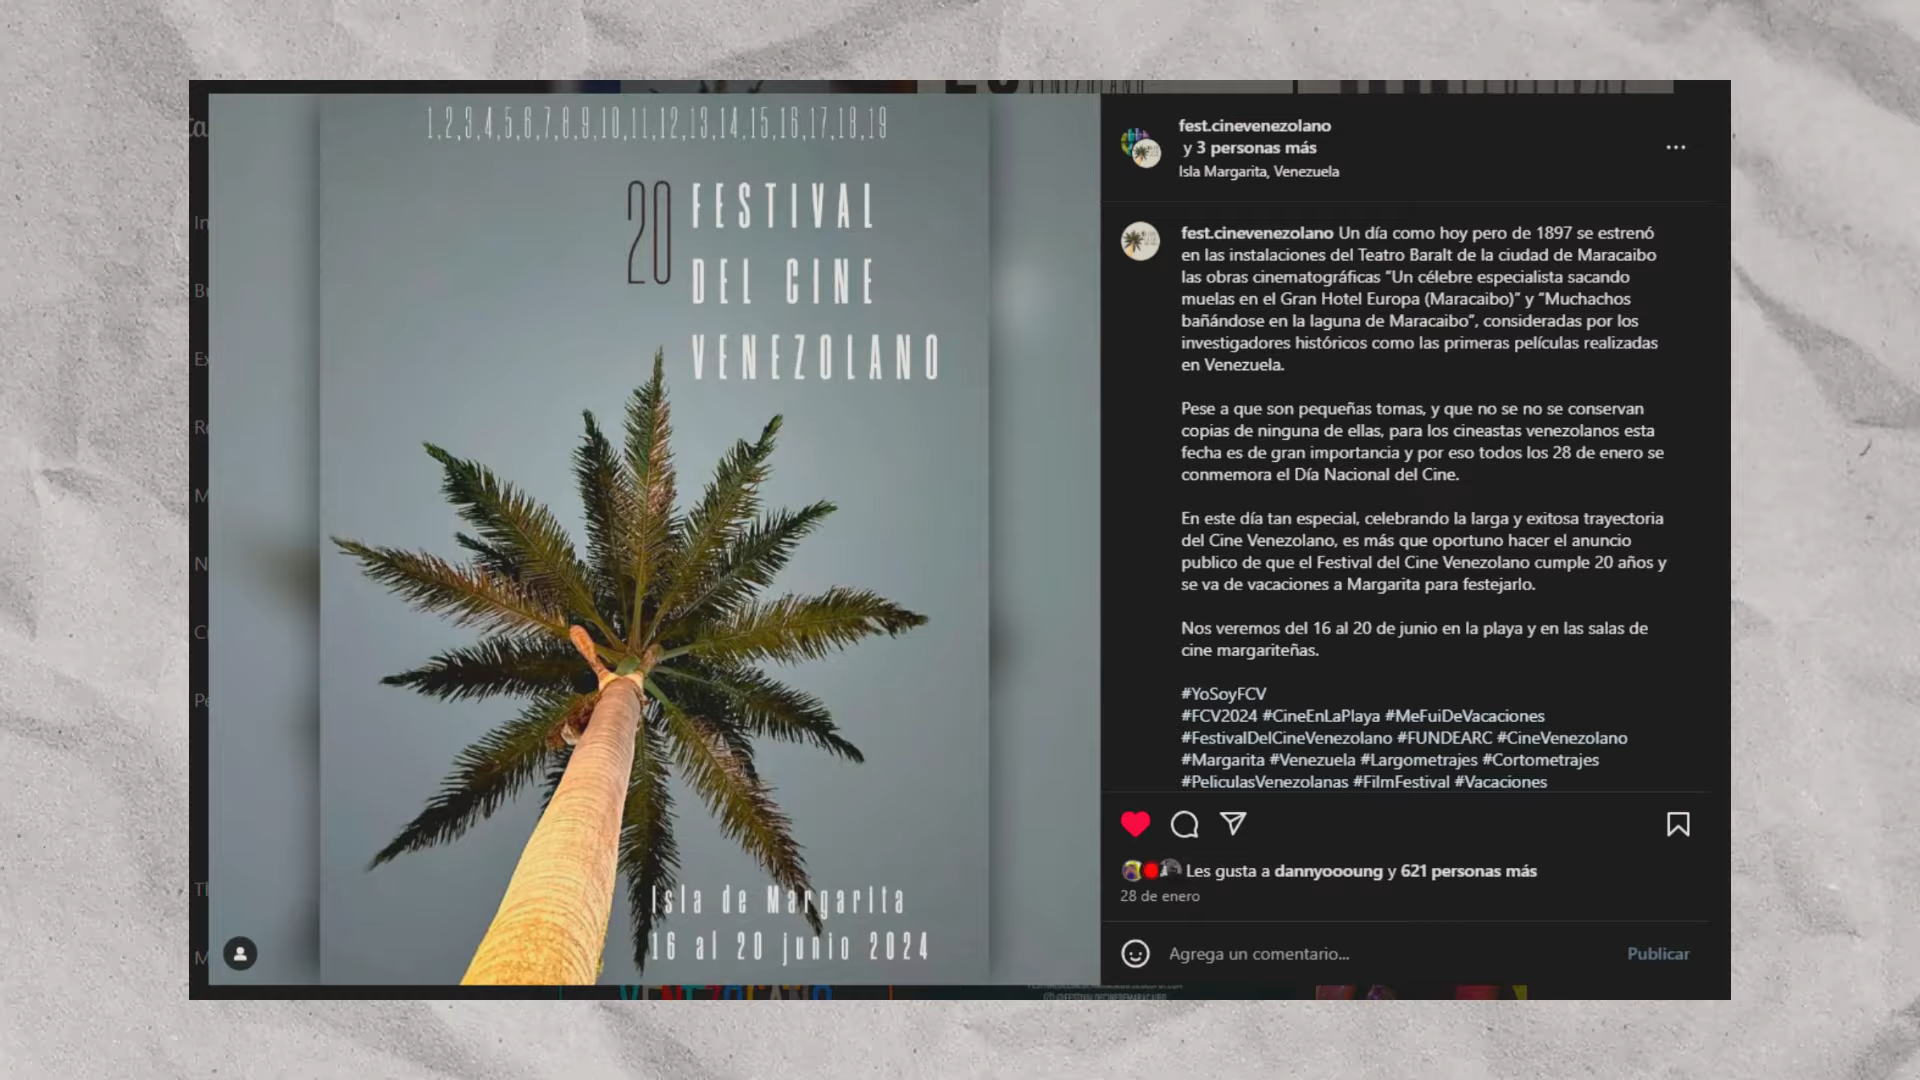 1,2,3,4,5,6,7,8,9,10,11,12,13,14,15,16,17,18,19
20 FESTIVAL
DEL CINE
VENEZOLANO
Isla de Margarita
16 al 20 junio 2024
fest.cinevenezolano
y 3 personas más
Isla Margarita, Venezuela
fest.cinevenezolano Un día como hoy pero de 1897 se estrenó
en las instalaciones del Teatro Baralt de la ciudad de Maracaibo
las obras cinematográficas “Un célebre especialista sacando
muelas en el Gran Hotel Europa (Maracaibo)” y “Muchachos
bañándose en la laguna de Maracaibo”, consideradas por los
investigadores históricos como las primeras películas realizadas
en Venezuela.
Pese a que son pequeñas tomas, y que no se no se conservan
copias de ninguna de ellas, para los cineastas venezolanos esta
fecha es de gran importancia y por eso todos los 28 de enero se
conmemora el Día Nacional del Cine.
En este día tan especial, celebrando la larga y exitosa trayectoria
del Cine Venezolano, es más que oportuno hacer el anuncio
publico de que el Festival del Cine Venezolano cumple 20 años y
se va de vacaciones a Margarita para festejarlo.
Nos veremos del 16 al 20 de junio en la playa y en las salas de
cine margariteñas.
#YoSoyFCV
#FCV2024 #CineEnLaPlaya #MeFuiDeVacaciones
#FestivalDelCineVenezolano #FUNDEARC #CineVenezolano
#Margarita #Venezuela #Largometrajes #Cortometrajes
#PeliculasVenezolanas #FilmFestival #Vacaciones
Les gusta a dannyoooung y 621 personas más
28 de enero
Agrega un comentario...
Publicar